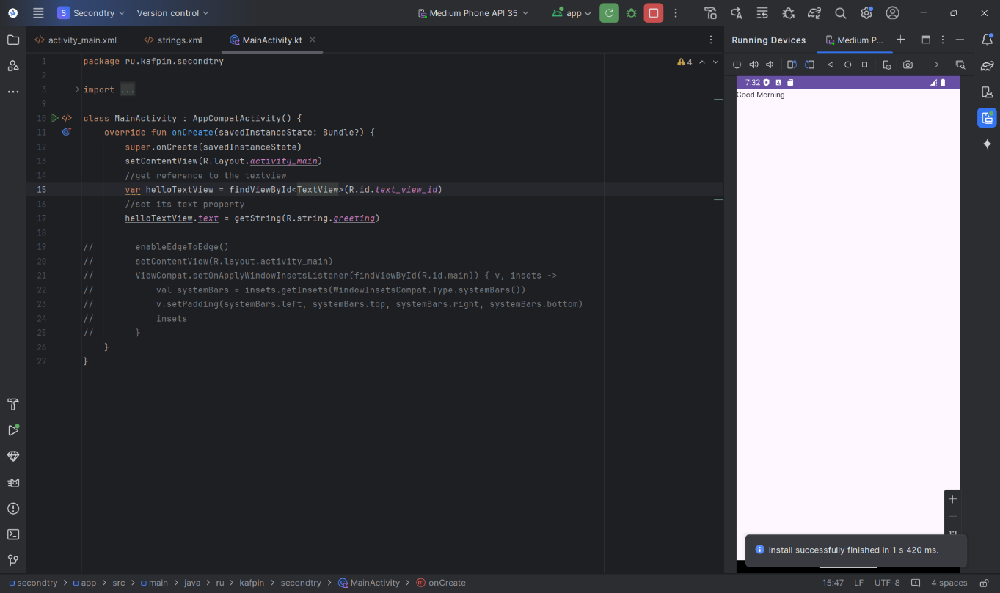 S Secondtry Version control Medium Phone API 35 app
activity_main.xml strings.xml MainActivity.kt Running Devices Medium P...
1 package ru.kafpin.secondtry 4
2
3 import ...
9
10 class MainActivity : AppCompatActivity() {
11 override fun onCreate(savedInstanceState: Bundle?) {
12 super.onCreate(savedInstanceState)
13 setContentView(R.layout.activity_main)
14 //get reference to the textview
15 var helloTextView = findViewById<TextView>(R.id.text_view_id)
16 //set its text property
17 helloTextView.text = getString(R.string.greeting)
18
19 // enableEdgeToEdge()
20 // setContentView(R.layout.activity_main)
21 // ViewCompat.setOnApplyWindowInsetsListener(findViewById(R.id.main)) { v, insets ->
22 // val systemBars = insets.getInsets(WindowInsetsCompat.Type.systemBars())
23 // v.setPadding(systemBars.left, systemBars.top, systemBars.right, systemBars.bottom)
24 // insets
25 // }
26 }
27 }
7:32
Good Morning
1:1
Install successfully finished in 1 s 420 ms.
secondtry > app > src > main > java > ru > kafpin > secondtry > MainActivity > onCreate 15:47 LF UTF-8 4 spaces